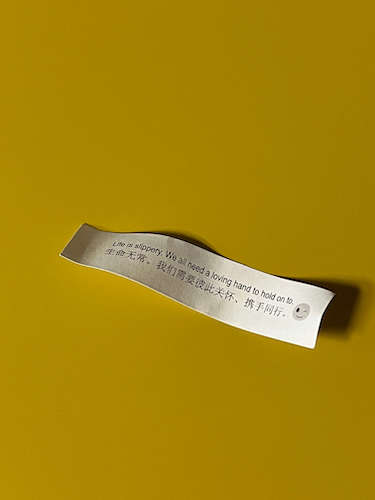 Life is slippery. We all need a loving hand to hold on to.
生命无常。我们需要彼此关怀、携手同行。